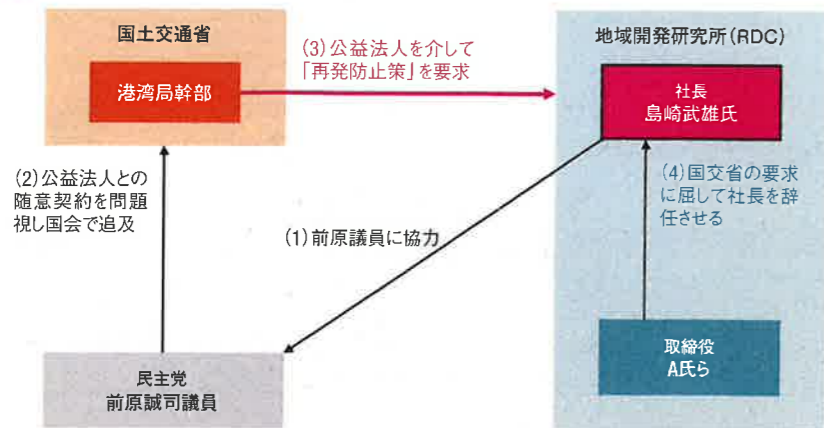 国土交通省
港湾局幹部
(3)公益法人を介して
「再発防止策」を要求
地域開発研究所(RDC)
社長
島崎武雄氏
(2)公益法人との
随意契約を問題
視し国会で追及
(1)前原議員に協力
(4)国交省の要求
に屈して社長を辞
任させる
民主党
前原誠司議員
取締役
A氏ら